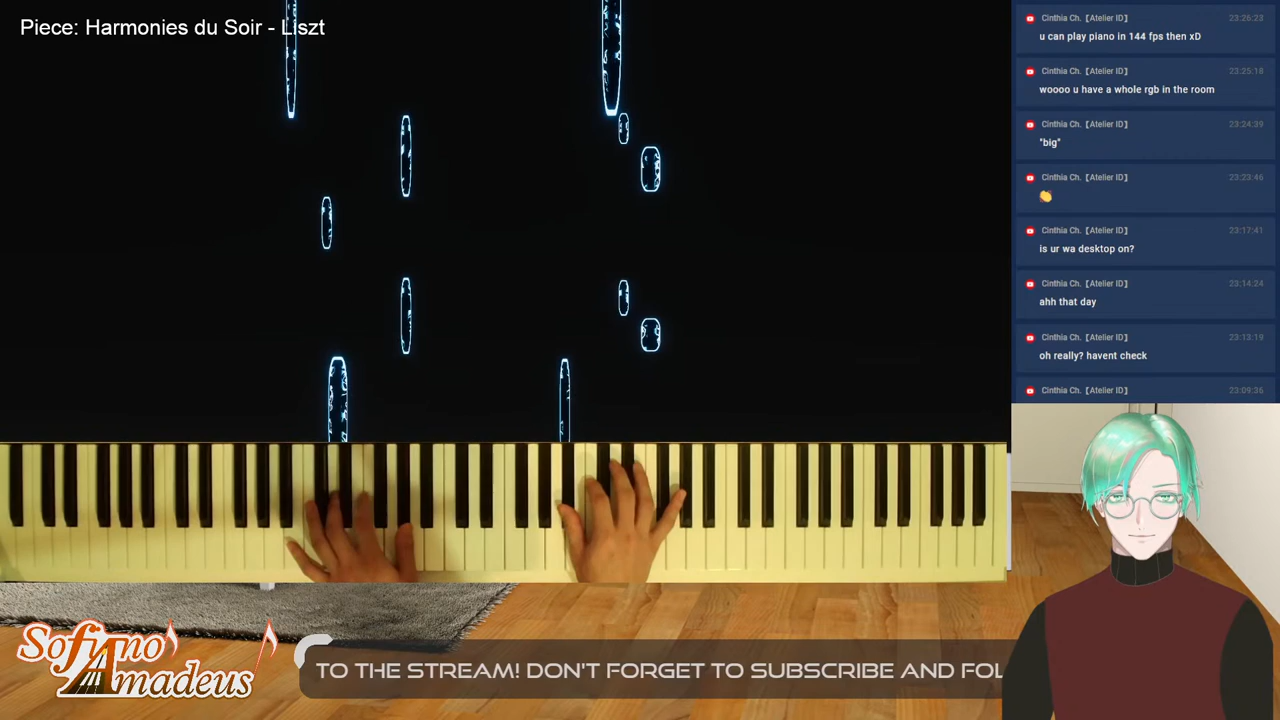 Piece: Harmonies du Soir - Liszt
Cinthia Ch.【Atelier ID】 23:26:23
u can play piano in 144 fps then xD
Cinthia Ch.【Atelier ID】 23:25:18
woooo u have a whole rgb in the room
Cinthia Ch.【Atelier ID】 23:24:39
"big"
Cinthia Ch.【Atelier ID】 23:23:46
👏
Cinthia Ch.【Atelier ID】 23:17:41
is ur wa desktop on?
Cinthia Ch.【Atelier ID】 23:14:24
ahh that day
Cinthia Ch.【Atelier ID】 23:13:19
oh really? havent check
Cinthia Ch.【Atelier ID】 23:09:36
Sofiano
Amadeus
TO THE STREAM! DON'T FORGET TO SUBSCRIBE AND FOL